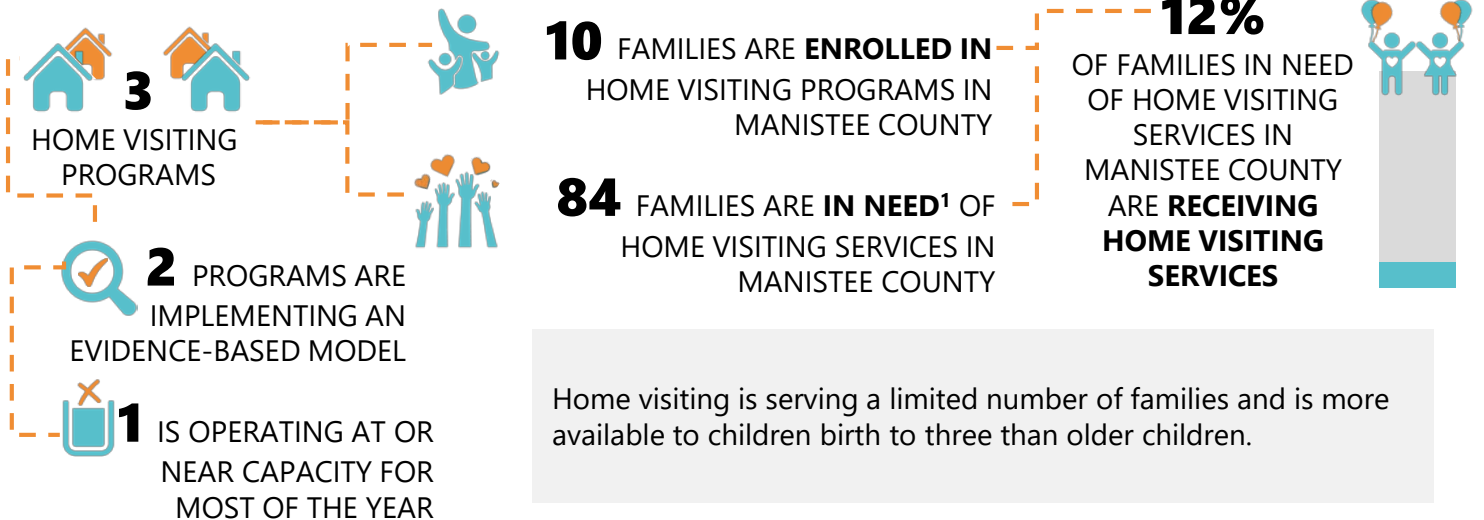 3
HOME VISITING
PROGRAMS
2 PROGRAMS ARE
IMPLEMENTING AN
EVIDENCE-BASED MODEL
1 IS OPERATING AT OR
NEAR CAPACITY FOR
MOST OF THE YEAR
10 FAMILIES ARE ENROLLED IN
HOME VISITING PROGRAMS IN
MANISTEE COUNTY
84 FAMILIES ARE IN NEED¹ OF
HOME VISITING SERVICES IN
MANISTEE COUNTY
12%
OF FAMILIES IN NEED
OF HOME VISITING
SERVICES IN
MANISTEE COUNTY
ARE RECEIVING
HOME VISITING
SERVICES
Home visiting is serving a limited number of families and is more
available to children birth to three than older children.